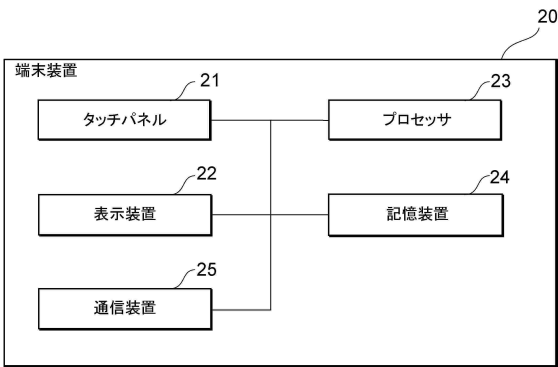 20
端末装置
21
タッチパネル
23
プロセッサ
22
表示装置
24
記憶装置
25
通信装置